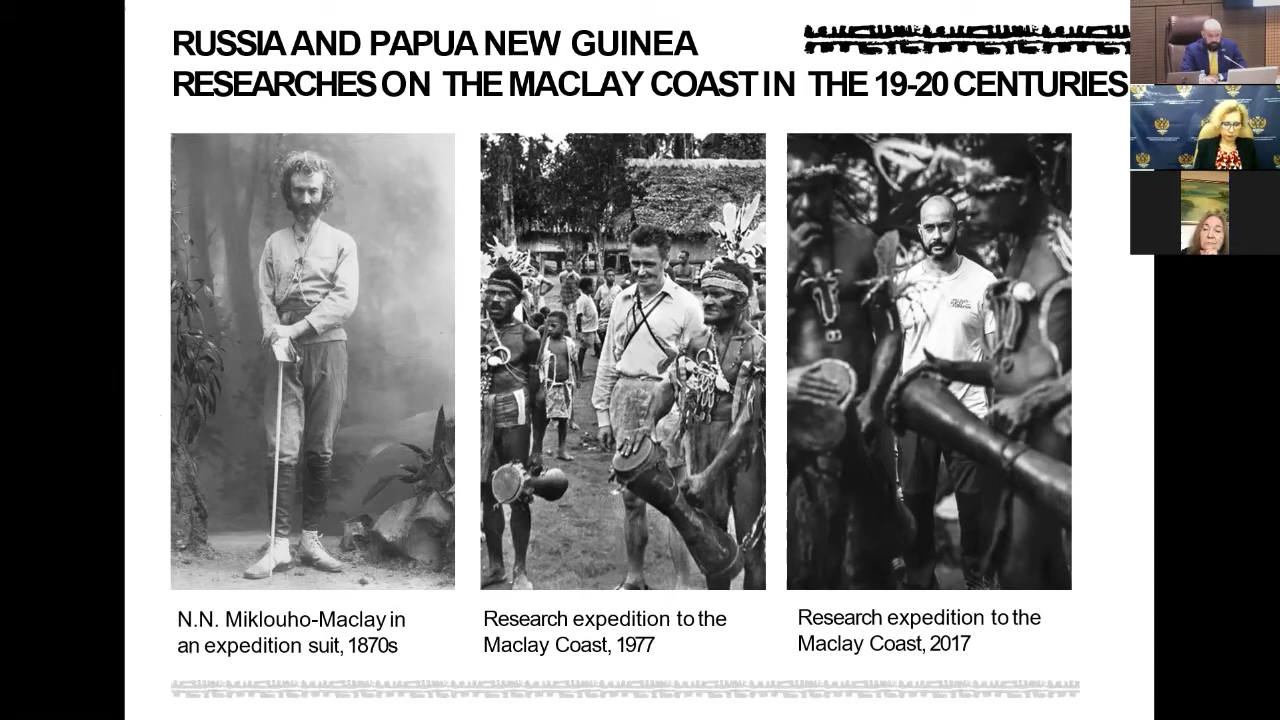 RUSSIA AND PAPUA NEW GUINEA
RESEARCHES ON THE MACLAY COAST IN THE 19-20 CENTURIES
N.N. Miklouho-Maclay in
an expedition suit, 1870s
Research expedition to the
Maclay Coast, 1977
Research expedition to the
Maclay Coast, 2017